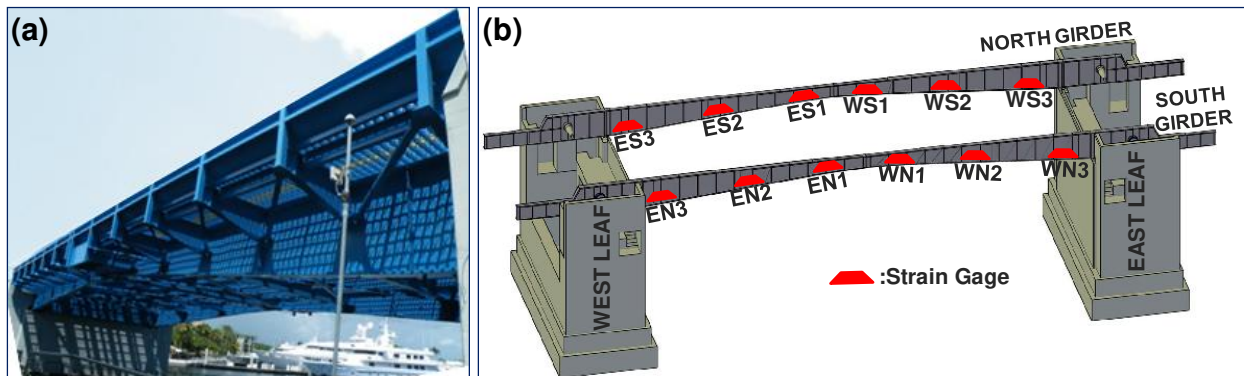 (a)
(b)
NORTH GIRDER
SOUTH
GIRDER
ES3
ES2
ES1
WS1
WS2
WS3
EN3
EN2
EN1
WN1
WN2
WN3
WEST LEAF
EAST LEAF
:Strain Gage